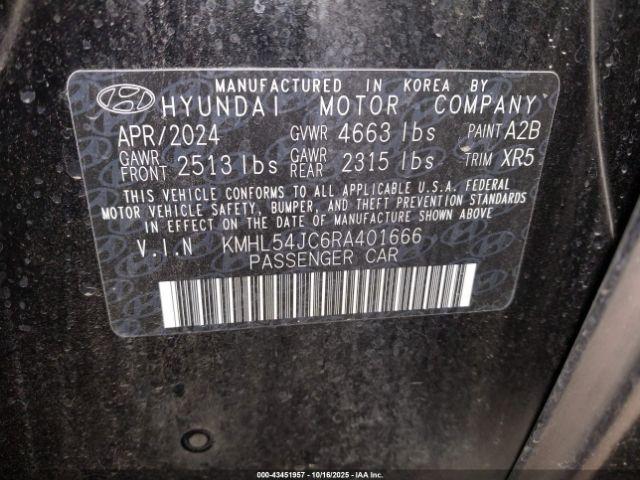 MANUFACTURED IN KOREA BY
HYUNDAI MOTOR COMPANY
APR/2024 GVWR 4663 lbs PAINT A2B
GAWR FRONT 2513 lbs GAWR REAR 2315 lbs TRIM XR5
THIS VEHICLE CONFORMS TO ALL APPLICABLE U.S.A. FEDERAL
MOTOR VEHICLE SAFETY, BUMPER, AND THEFT PREVENTION STANDARDS
IN EFFECT ON THE DATE OF MANUFACTURE SHOWN ABOVE.
V.I.N KMHL54JC6RA401666
PASSENGER CAR
000-43451957 | 10/16/2025 | IAA Inc.